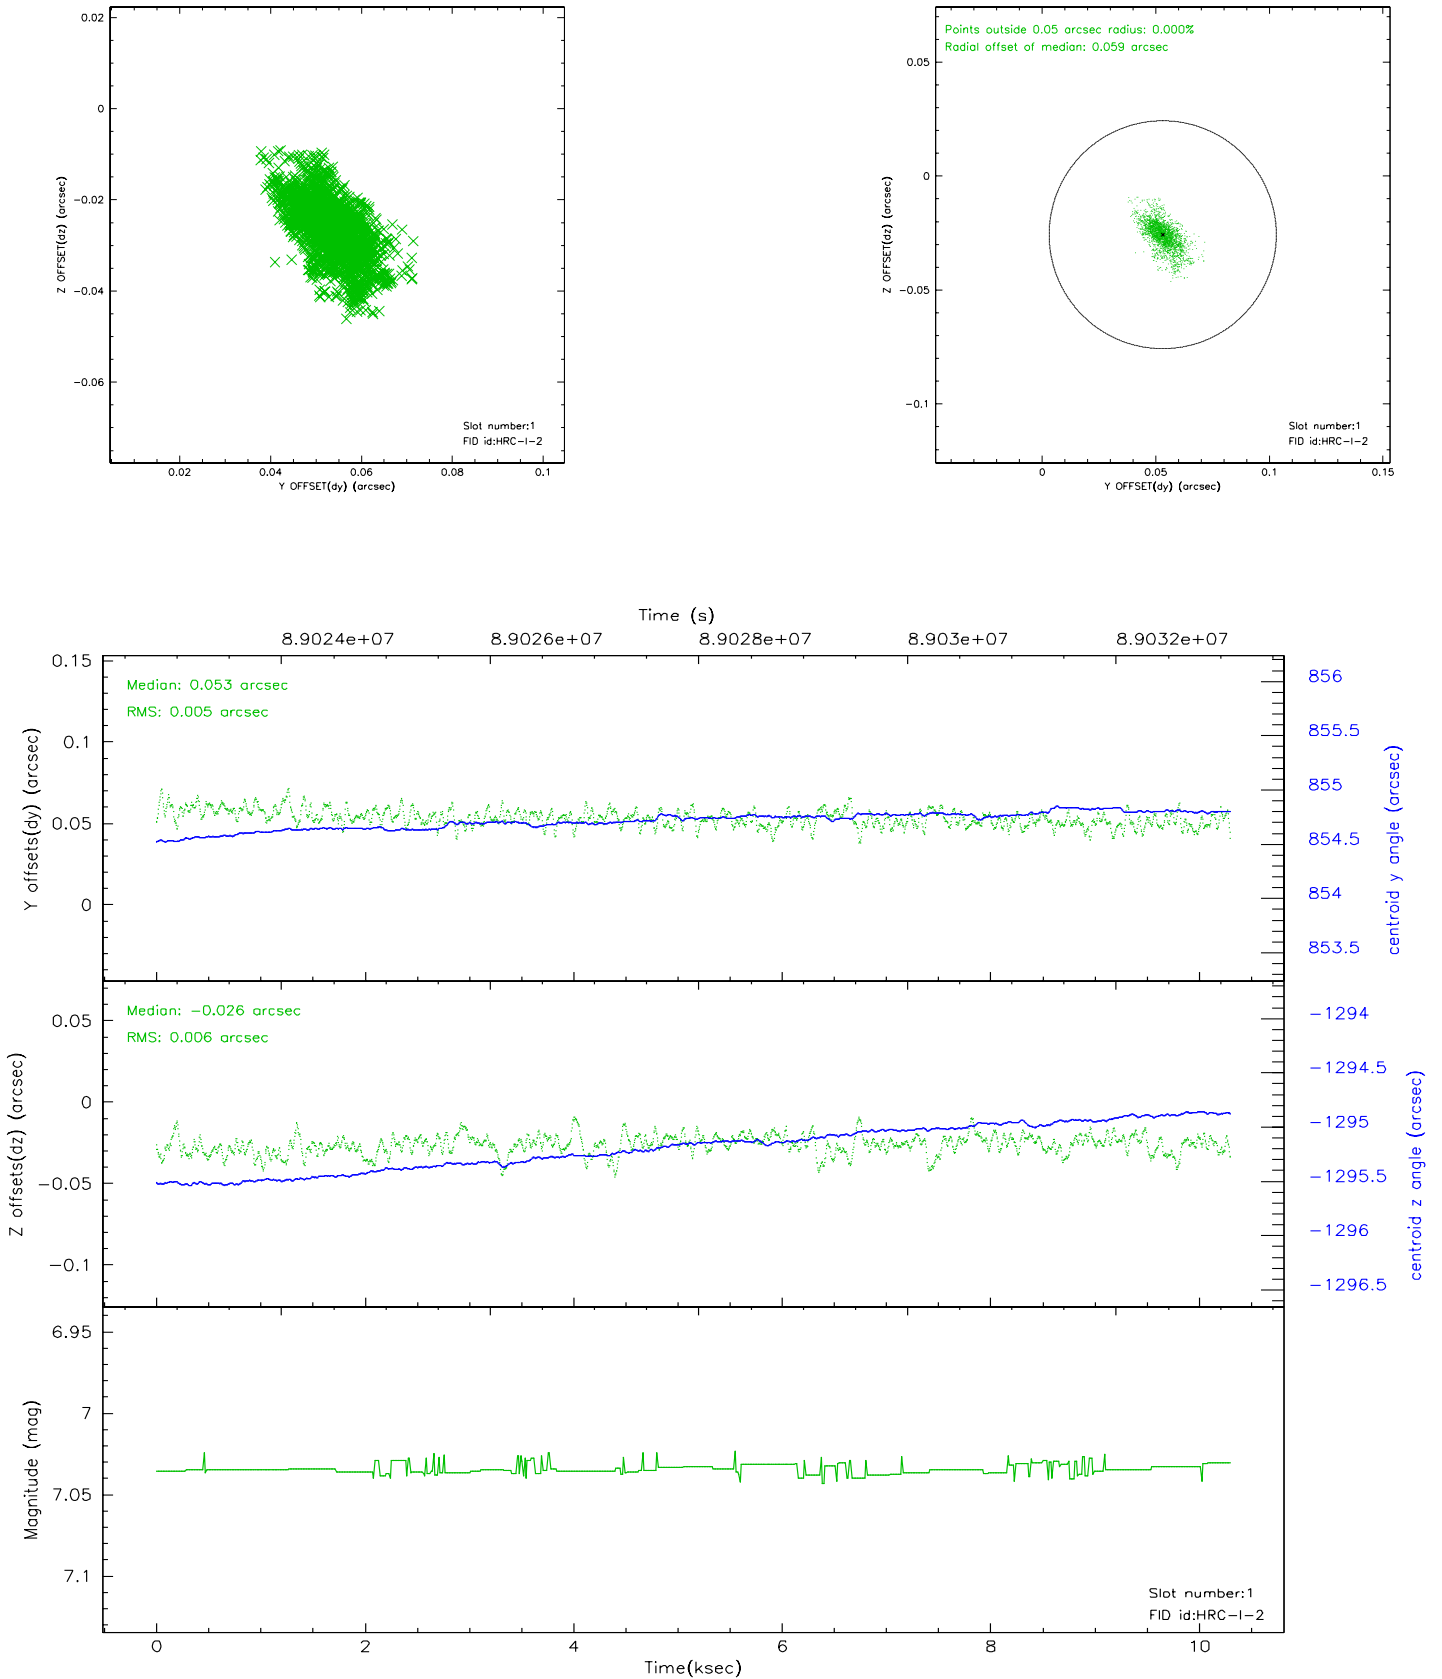 0.02
0
-0.02
-0.04
-0.06
Z OFFSET(dz) (arcsec)
Slot number:1
FID id:HRC-I-2
0.02 0.04 0.06 0.08 0.1
Y OFFSET(dy) (arcsec)
Points outside 0.05 arcsec radius: 0.000%
Radial offset of median: 0.059 arcsec
0.05
0
-0.05
-0.1
Z OFFSET(dz) (arcsec)
Slot number:1
FID id:HRC-I-2
0 0.05 0.1 0.15
Y OFFSET(dy) (arcsec)
Time (s)
8.9024e+07 8.9026e+07 8.9028e+07 8.903e+07 8.9032e+07
0.15
0.1
0.05
0
Y offsets(dy) (arcsec)
Median: 0.053 arcsec
RMS: 0.005 arcsec
856
855.5
855
854.5
854
853.5
centroid y angle (arcsec)
0.05
0
-0.05
-0.1
Z offsets(dz) (arcsec)
Median: -0.026 arcsec
RMS: 0.006 arcsec
-1294
-1294.5
-1295
-1295.5
-1296
-1296.5
centroid z angle (arcsec)
6.95
7
7.05
7.1
Magnitude (mag)
Slot number:1
FID id:HRC-I-2
0 2 4 6 8 10
Time(ksec)